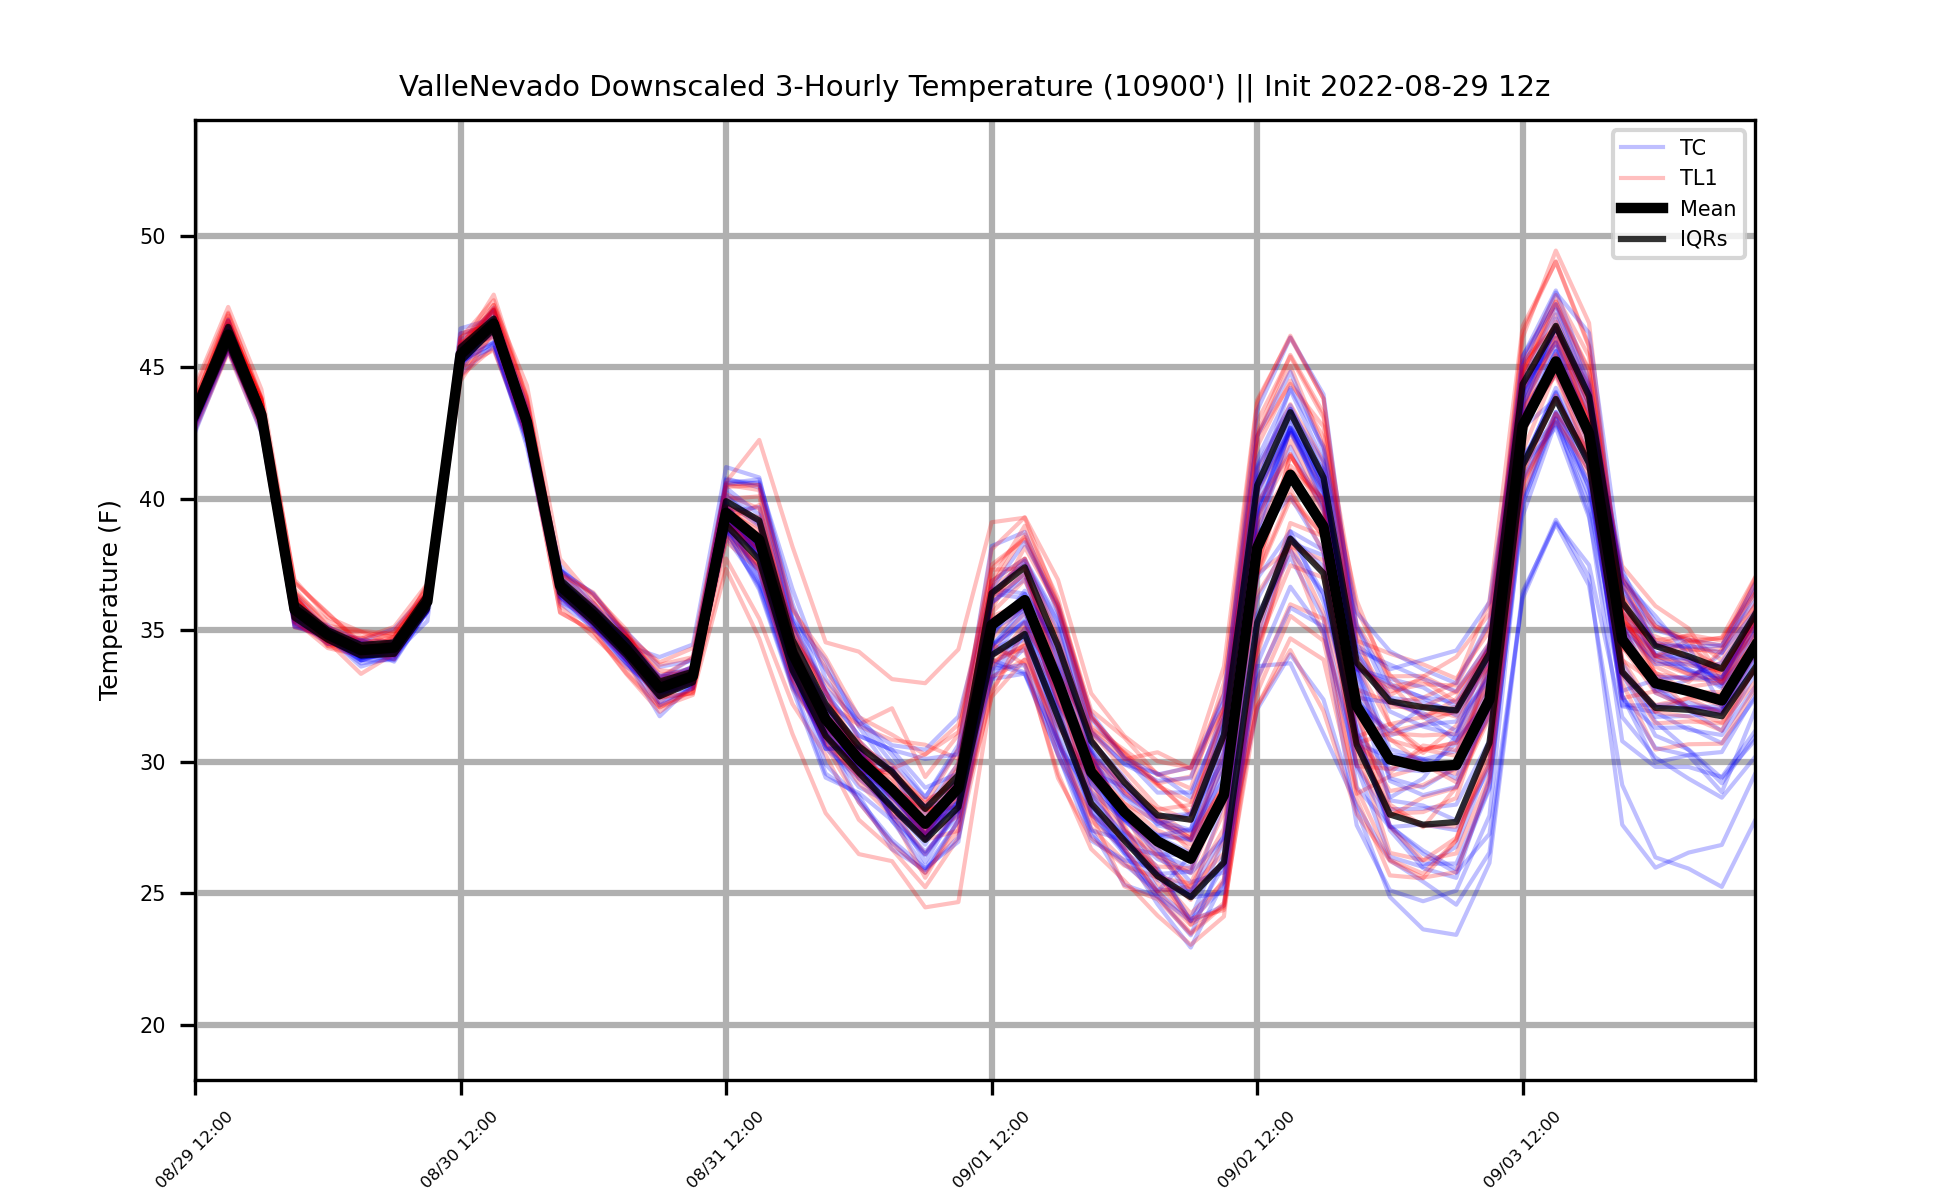 ValleNevado Downscaled 3-Hourly Temperature (10900') || Init 2022-08-29 12z
TC
TL1
Mean
IQRs
Temperature (F)
50
45
40
35
30
25
20
08/29 12:00
08/30 12:00
08/31 12:00
09/01 12:00
09/02 12:00
09/03 12:00